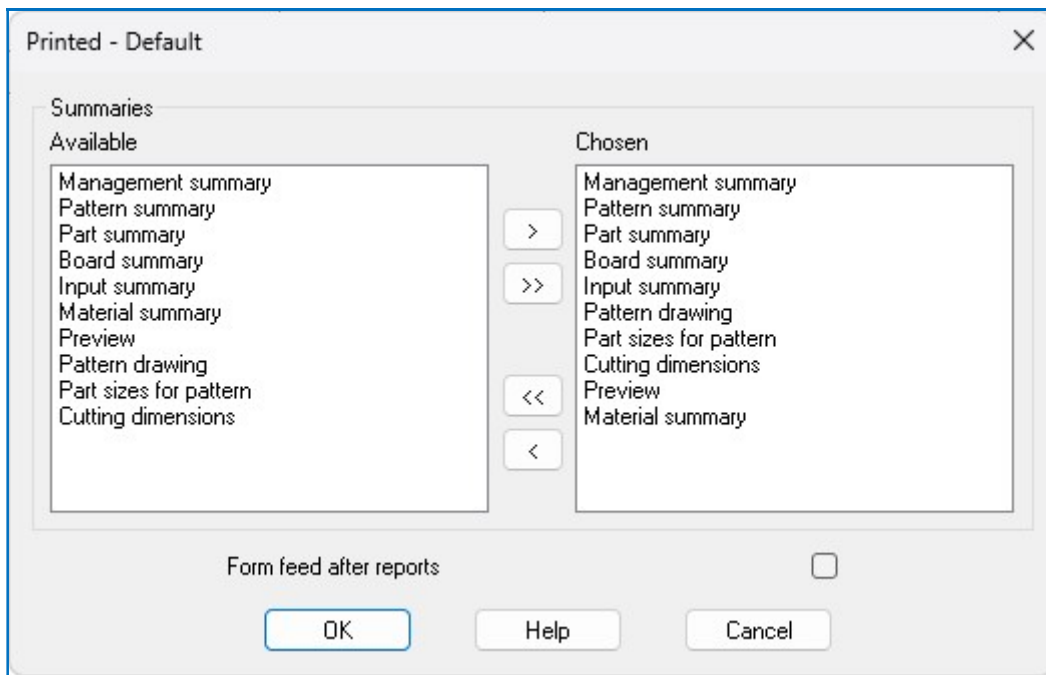 Printed - Default
Summaries
Available
Management summary
Pattern summary
Part summary
Board summary
Input summary
Material summary
Preview
Pattern drawing
Part sizes for pattern
Cutting dimensions
>
>>
<<
<
Chosen
Management summary
Pattern summary
Part summary
Board summary
Input summary
Pattern drawing
Part sizes for pattern
Cutting dimensions
Preview
Material summary
Form feed after reports
OK
Help
Cancel